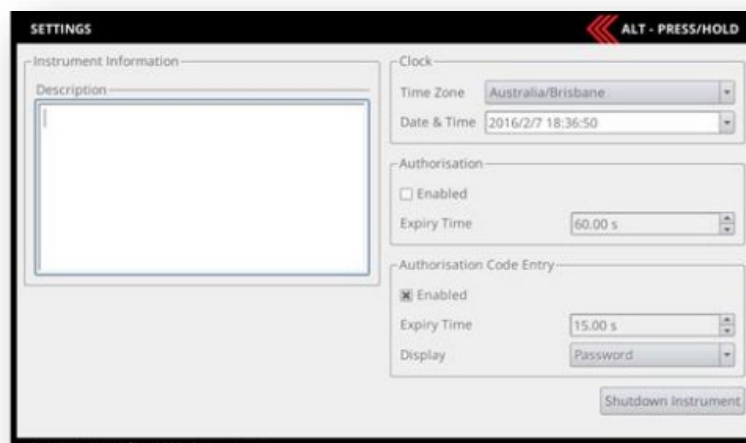 SETTINGS
ALT - PRESS/HOLD
Instrument Information
Description
Clock
Time Zone Australia/Brisbane
Date & Time 2016/2/7 18:36:50
Authorisation
Enabled
Expiry Time 60.00 s
Authorisation Code Entry
Enabled
Expiry Time 15.00 s
Display Password
Shutdown Instrument